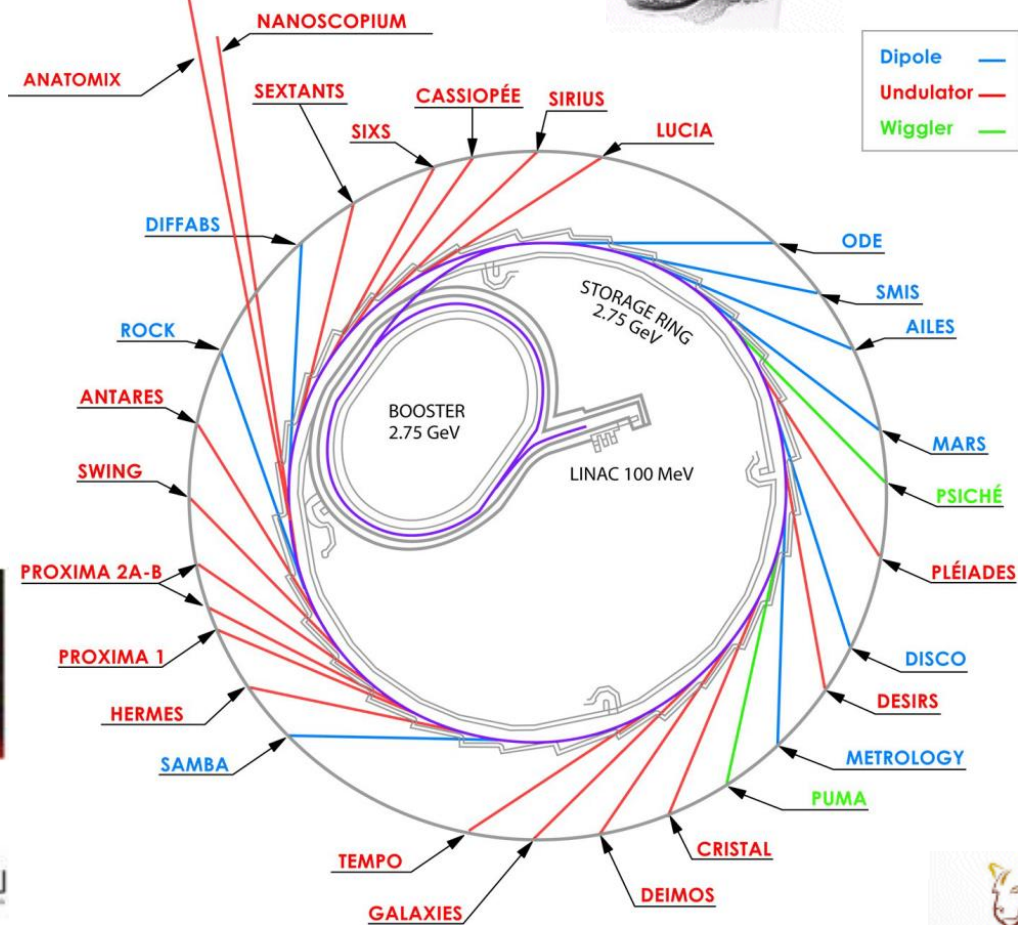 NANOSCOPIUM
ANATOMIX
SEXTANTS
CASSIOPÉE
SIRIUS
SIXS
LUCIA
Dipole
Undulator
Wiggler
DIFFABS
ODE
ROCK
SMIS
AILES
ANTARES
MARS
SWING
PSICHÉ
PROXIMA 2A-B
PLÉIADES
PROXIMA 1
DISCO
HERMES
DESIRS
SAMBA
METROLOGY
PUMA
TEMPO
CRISTAL
GALAXIES
DEIMOS
STORAGE RING
2.75 GeV
BOOSTER
2.75 GeV
LINAC 100 MeV